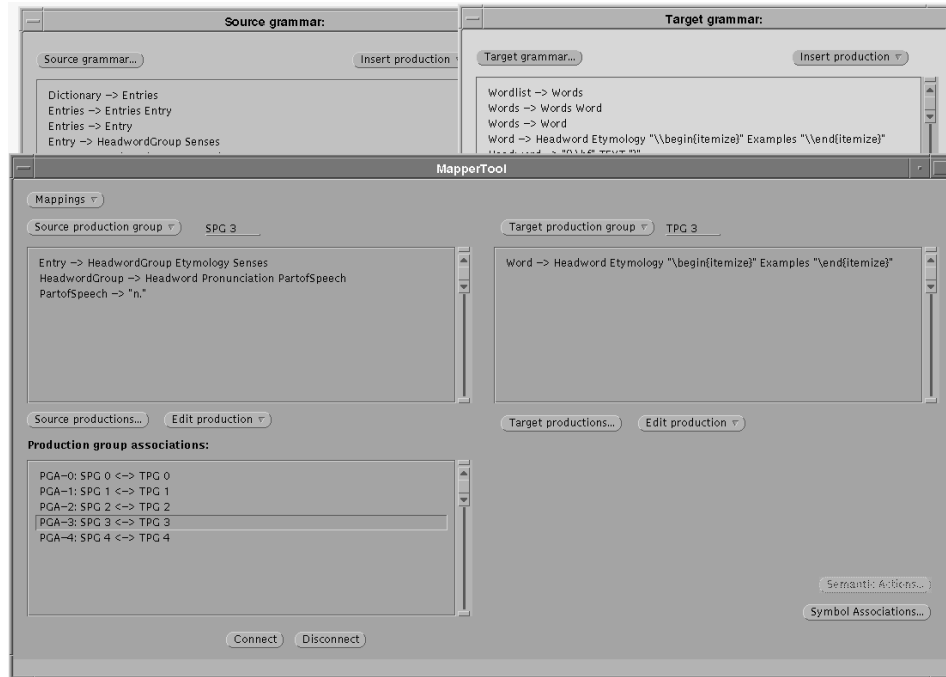 Source grammar:
Source grammar...
Insert production
Dictionary -> Entries
Entries -> Entries Entry
Entries -> Entry
Entry -> HeadwordGroup Senses
Target grammar:
Target grammar...
Insert production
Wordlist -> Words
Words -> Words Word
Words -> Word
Word -> Headword Etymology "\\begin{itemize}" Examples "\\end{itemize}"
MapperTool
Mappings
Source production group
SPG 3
Entry -> HeadwordGroup Etymology Senses
HeadwordGroup -> Headword Pronunciation PartofSpeech
PartofSpeech -> "n."
Source productions...
Edit production
Target production group
TPG 3
Word -> Headword Etymology "\begin{itemize}" Examples "\end{itemize}"
Target productions...
Edit production
Production group associations:
PGA-0: SPG 0 <-> TPG 0
PGA-1: SPG 1 <-> TPG 1
PGA-2: SPG 2 <-> TPG 2
PGA-3: SPG 3 <-> TPG 3
PGA-4: SPG 4 <-> TPG 4
Connect
Disconnect
Semantic Actions...
Symbol Associations...